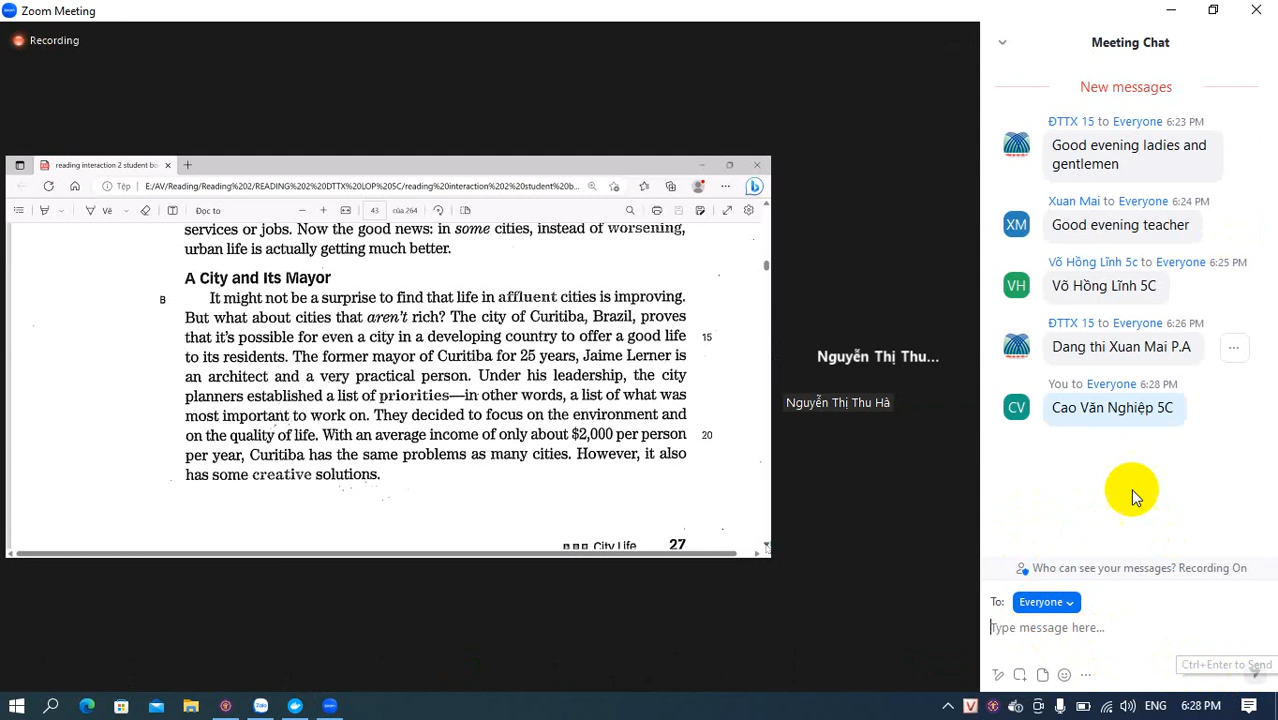 Zoom Meeting
Recording
reading interaction 2 student bo
Tệp
E:/AV/Reading/Reading%202/READING%202%20DTTX%20LOP%205C/reading%20interaction%202%20student%20b...
Vẽ
Đọc to
43
của 264
services or jobs. Now the good news: in some cities, instead of worsening,
urban life is actually getting much better.
A City and Its Mayor
B It might not be a surprise to find that life in affluent cities is improving.
But what about cities that aren't rich? The city of Curitiba, Brazil, proves
that it's possible for even a city in a developing country to offer a good life 15
to its residents. The former mayor of Curitiba for 25 years, Jaime Lerner is
an architect and a very practical person. Under his leadership, the city
planners established a list of priorities—in other words, a list of what was
most important to work on. They decided to focus on the environment and
on the quality of life. With an average income of only about $2,000 per person 20
per year, Curitiba has the same problems as many cities. However, it also
has some creative solutions.
City Life 27
Nguyễn Thị Thu...
Nguyễn Thị Thu Hà
Meeting Chat
New messages
ĐTTX 15 to Everyone 6:23 PM
Good evening ladies and
gentlemen
Xuan Mai to Everyone 6:24 PM
XM
Good evening teacher
Võ Hồng Lĩnh 5c to Everyone 6:25 PM
VH
Võ Hồng Lĩnh 5C
ĐTTX 15 to Everyone 6:26 PM
Dang thi Xuan Mai P.A
You to Everyone 6:28 PM
CV
Cao Văn Nghiệp 5C
Who can see your messages? Recording On
To: Everyone
Type message here...
Ctrl+Enter to Send
Zalo
V
ENG
6:28 PM